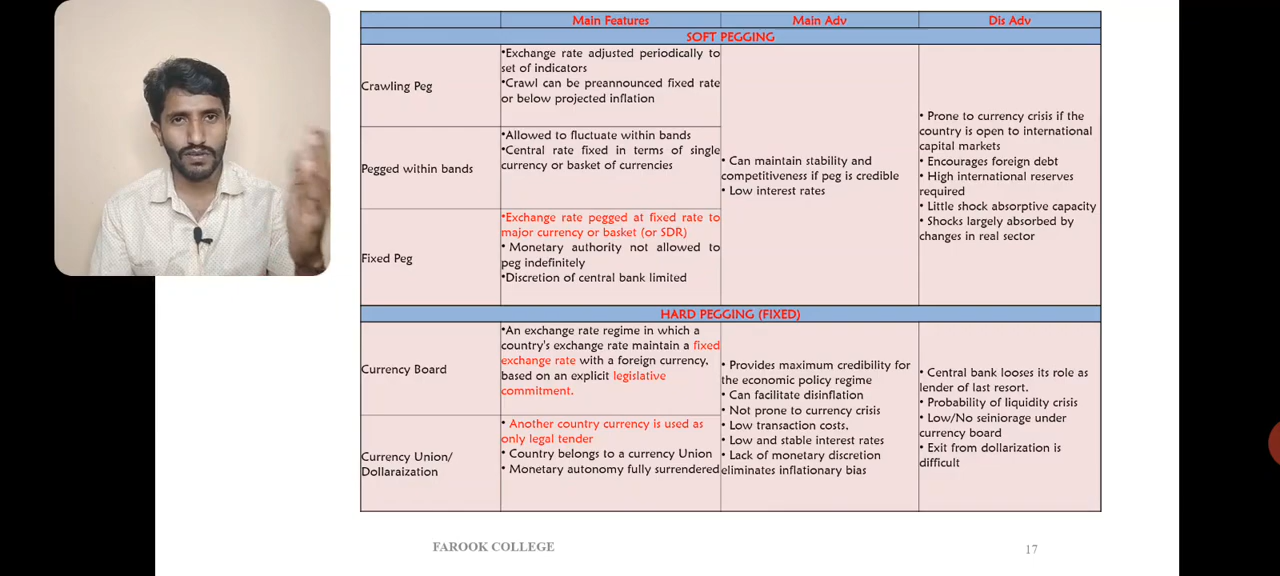 Main Features
Main Adv
Dis Adv
SOFT PEGGING
Crawling Peg
•Exchange rate adjusted periodically to
set of indicators
•Crawl can be preannounced fixed rate
or below projected inflation
Pegged within bands
•Allowed to fluctuate within bands
•Central rate fixed in terms of single
currency or basket of currencies
Fixed Peg
•Exchange rate pegged at fixed rate to
major currency or basket (or SDR)
• Monetary authority not allowed to
peg indefinitely
•Discretion of central bank limited
• Can maintain stability and
competitiveness if peg is credible
• Low interest rates
• Prone to currency crisis if the
country is open to international
capital markets
• Encourages foreign debt
• High international reserves
required
• Little shock absorptive capacity
• Shocks largely absorbed by
changes in real sector
HARD PEGGING (FIXED)
Currency Board
•An exchange rate regime in which a
country's exchange rate maintain a fixed
exchange rate with a foreign currency,
based on an explicit legislative
commitment.
Currency Union/
Dollaraization
• Another country currency is used as
only legal tender
• Country belongs to a currency Union
• Monetary autonomy fully surrendered
• Provides maximum credibility for
the economic policy regime
• Can facilitate disinflation
• Not prone to currency crisis
• Low transaction costs.
• Low and stable interest rates
• Lack of monetary discretion
eliminates inflationary bias
• Central bank looses its role as
lender of last resort.
• Probability of liquidity crisis
• Low/No seiniorage under
currency board
• Exit from dollarization is
difficult
FAROOK COLLEGE
17